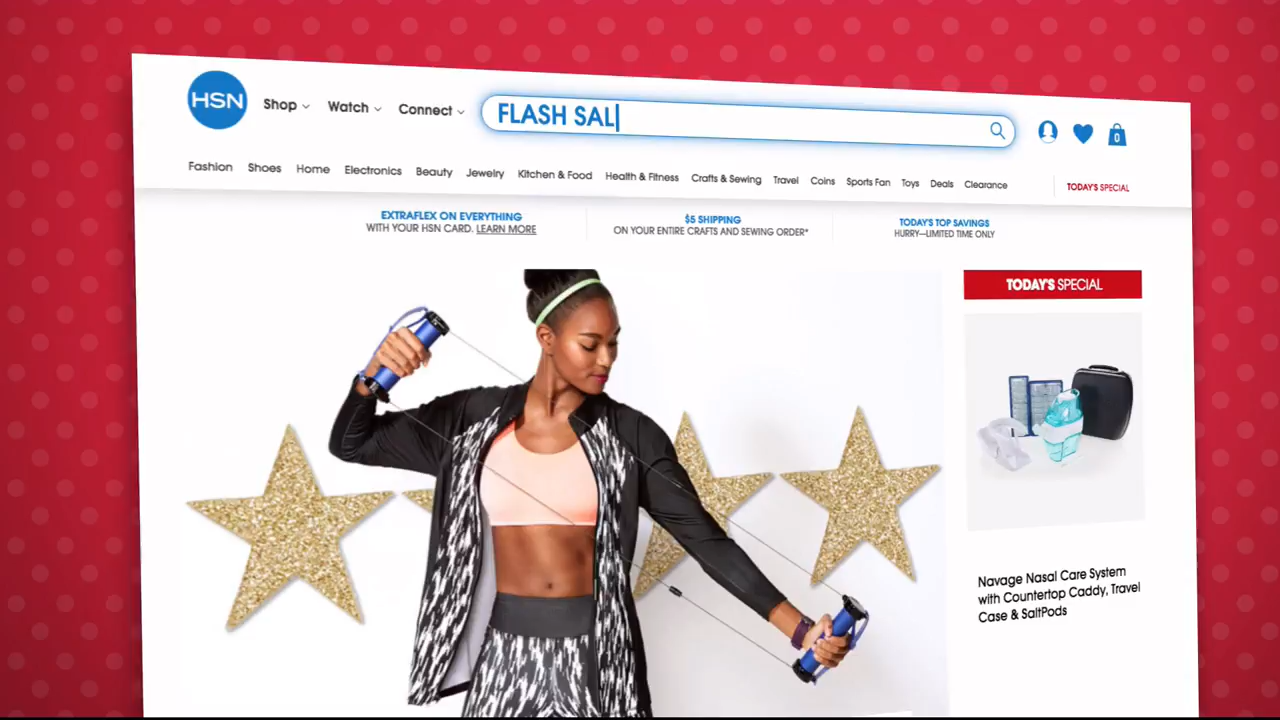 HSN
Shop
Watch
Connect
FLASH SAL
0
Fashion
Shoes
Home
Electronics
Beauty
Jewelry
Kitchen & Food
Health & Fitness
Crafts & Sewing
Travel
Coins
Sports Fan
Toys
Deals
Clearance
TODAY'S SPECIAL
EXTRAFLEX ON EVERYTHING
WITH YOUR HSN CARD. LEARN MORE
$5 SHIPPING
ON YOUR ENTIRE CRAFTS AND SEWING ORDER*
TODAY'S TOP SAVINGS
HURRY—LIMITED TIME ONLY
TODAY'S SPECIAL
Navage Nasal Care System
with Countertop Caddy, Travel
Case & SaltPods